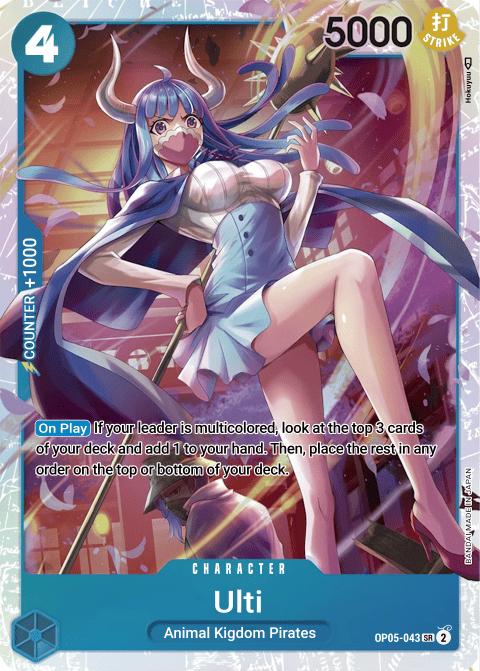 4
5000
打
STRIKE
Hokuyuu
COUNTER +1000
On Play If your leader is multicolored, look at the top 3 cards
of your deck and add 1 to your hand. Then, place the rest in any
order on the top or bottom of your deck.
BANDAI MADE IN JAPAN
CHARACTER
Ulti
Animal Kigdom Pirates
OP05-043 SR 2